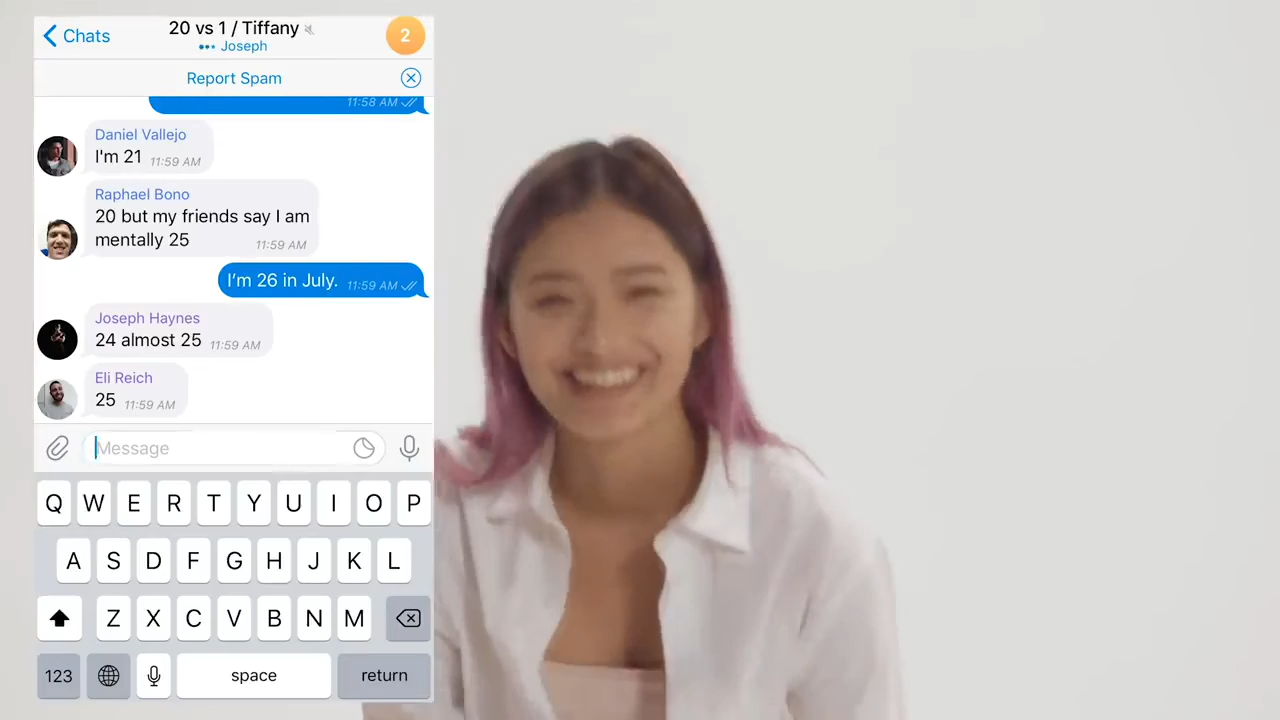 Chats
20 vs 1 / Tiffany
Joseph
2
Report Spam
11:58 AM
Daniel Vallejo
I'm 21 11:59 AM
Raphael Bono
20 but my friends say I am
mentally 25 11:59 AM
I'm 26 in July. 11:59 AM
Joseph Haynes
24 almost 25 11:59 AM
Eli Reich
25 11:59 AM
Message
Q W E R T Y U I O P
A S D F G H J K L
Z X C V B N M
123 space return